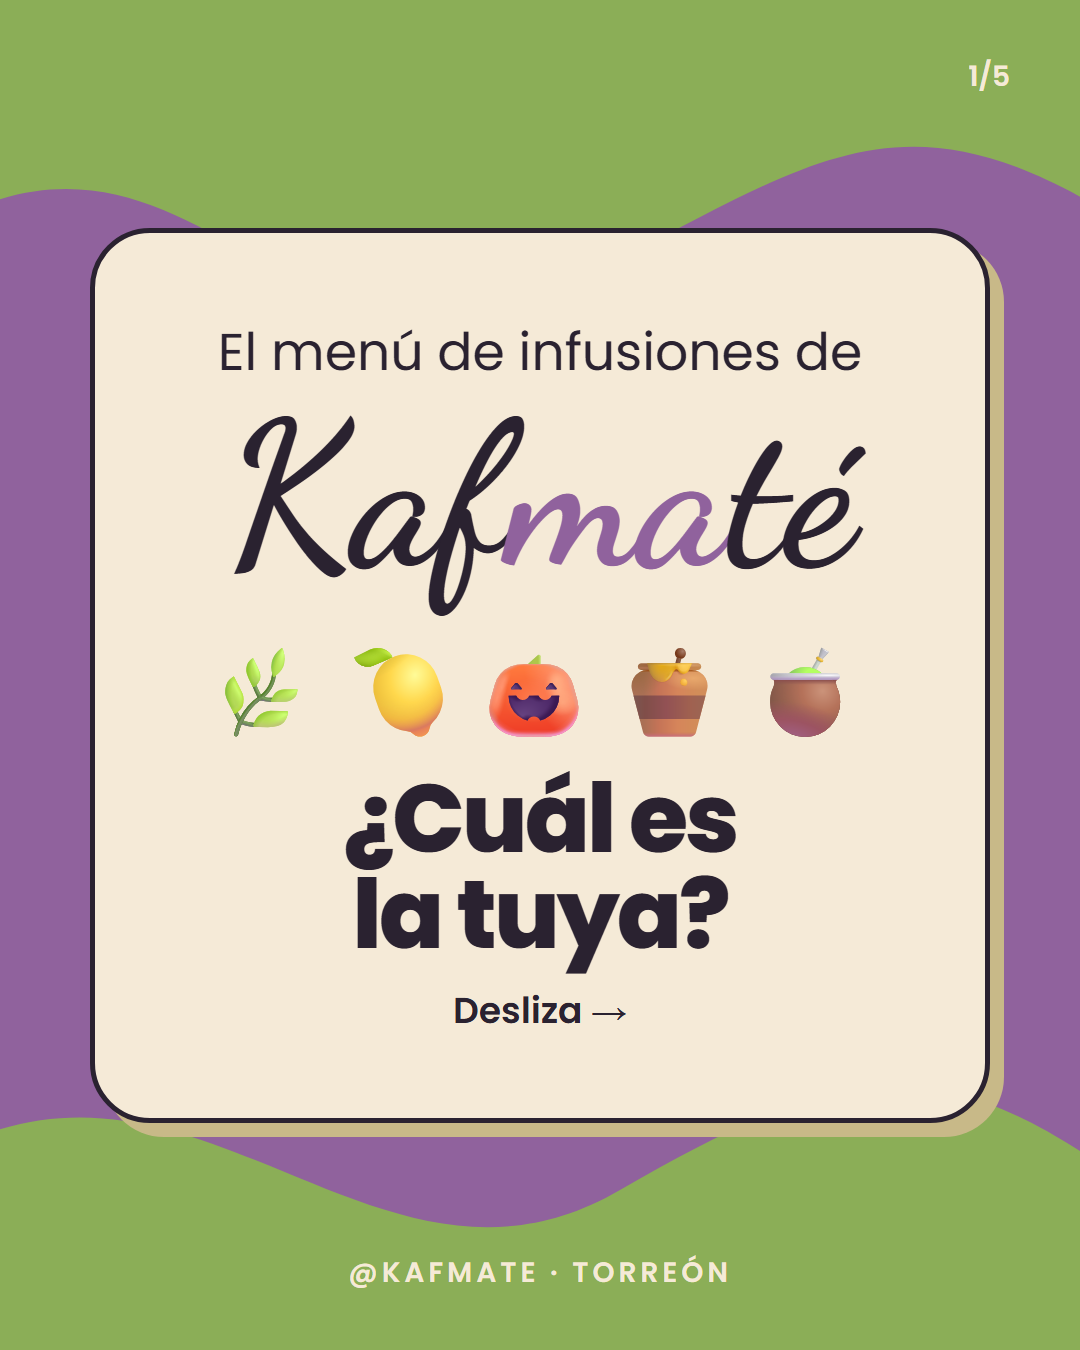 1/5
El menú de infusiones de
Kafmaté
¿Cuál es
la tuya?
Desliza →
@KAFMATE · TORREÓN